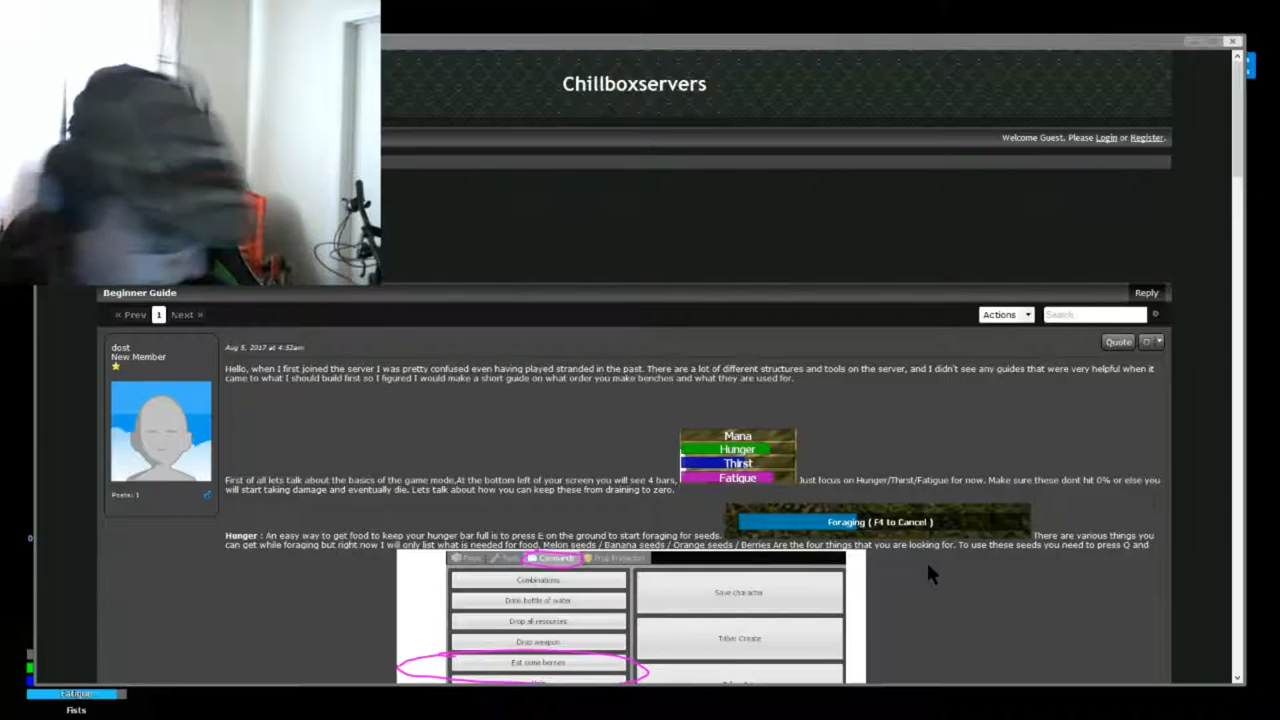 Chillboxservers
Welcome Guest. Please Login or Register.
Beginner Guide
Reply
« Prev 1 Next »
Actions
Search
dost
New Member
Posts: 1
Aug 5, 2017 at 4:52am
Quote
Hello, when I first joined the server I was pretty confused even having played stranded in the past. There are a lot of different structures and tools on the server, and I didn't see any guides that were very helpful when it
came to what I should build first so I figured I would make a short guide on what order you make benches and what they are used for.
Mana
Hunger
Thirst
Fatigue
First of all lets talk about the basics of the game mode,At the bottom left of your screen you will see 4 bars, Just focus on Hunger/Thirst/Fatigue for now. Make sure these dont hit 0% or else you
will start taking damage and eventually die. Lets talk about how you can keep these from draining to zero.
Foraging ( F4 to Cancel )
Hunger : An easy way to get food to keep your hunger bar full is to press E on the ground to start foraging for seeds. There are various things you
can get while foraging but right now I will only list what is needed for food. Melon seeds / Banana seeds / Orange seeds / Berries Are the four things that you are looking for. To use these seeds you need to press Q and
Commands
Combinations
Drink bottle of water
Drop all resources
Drop weapon
Eat some berries
Save character
Tribe: Create
Fatigue
Fists